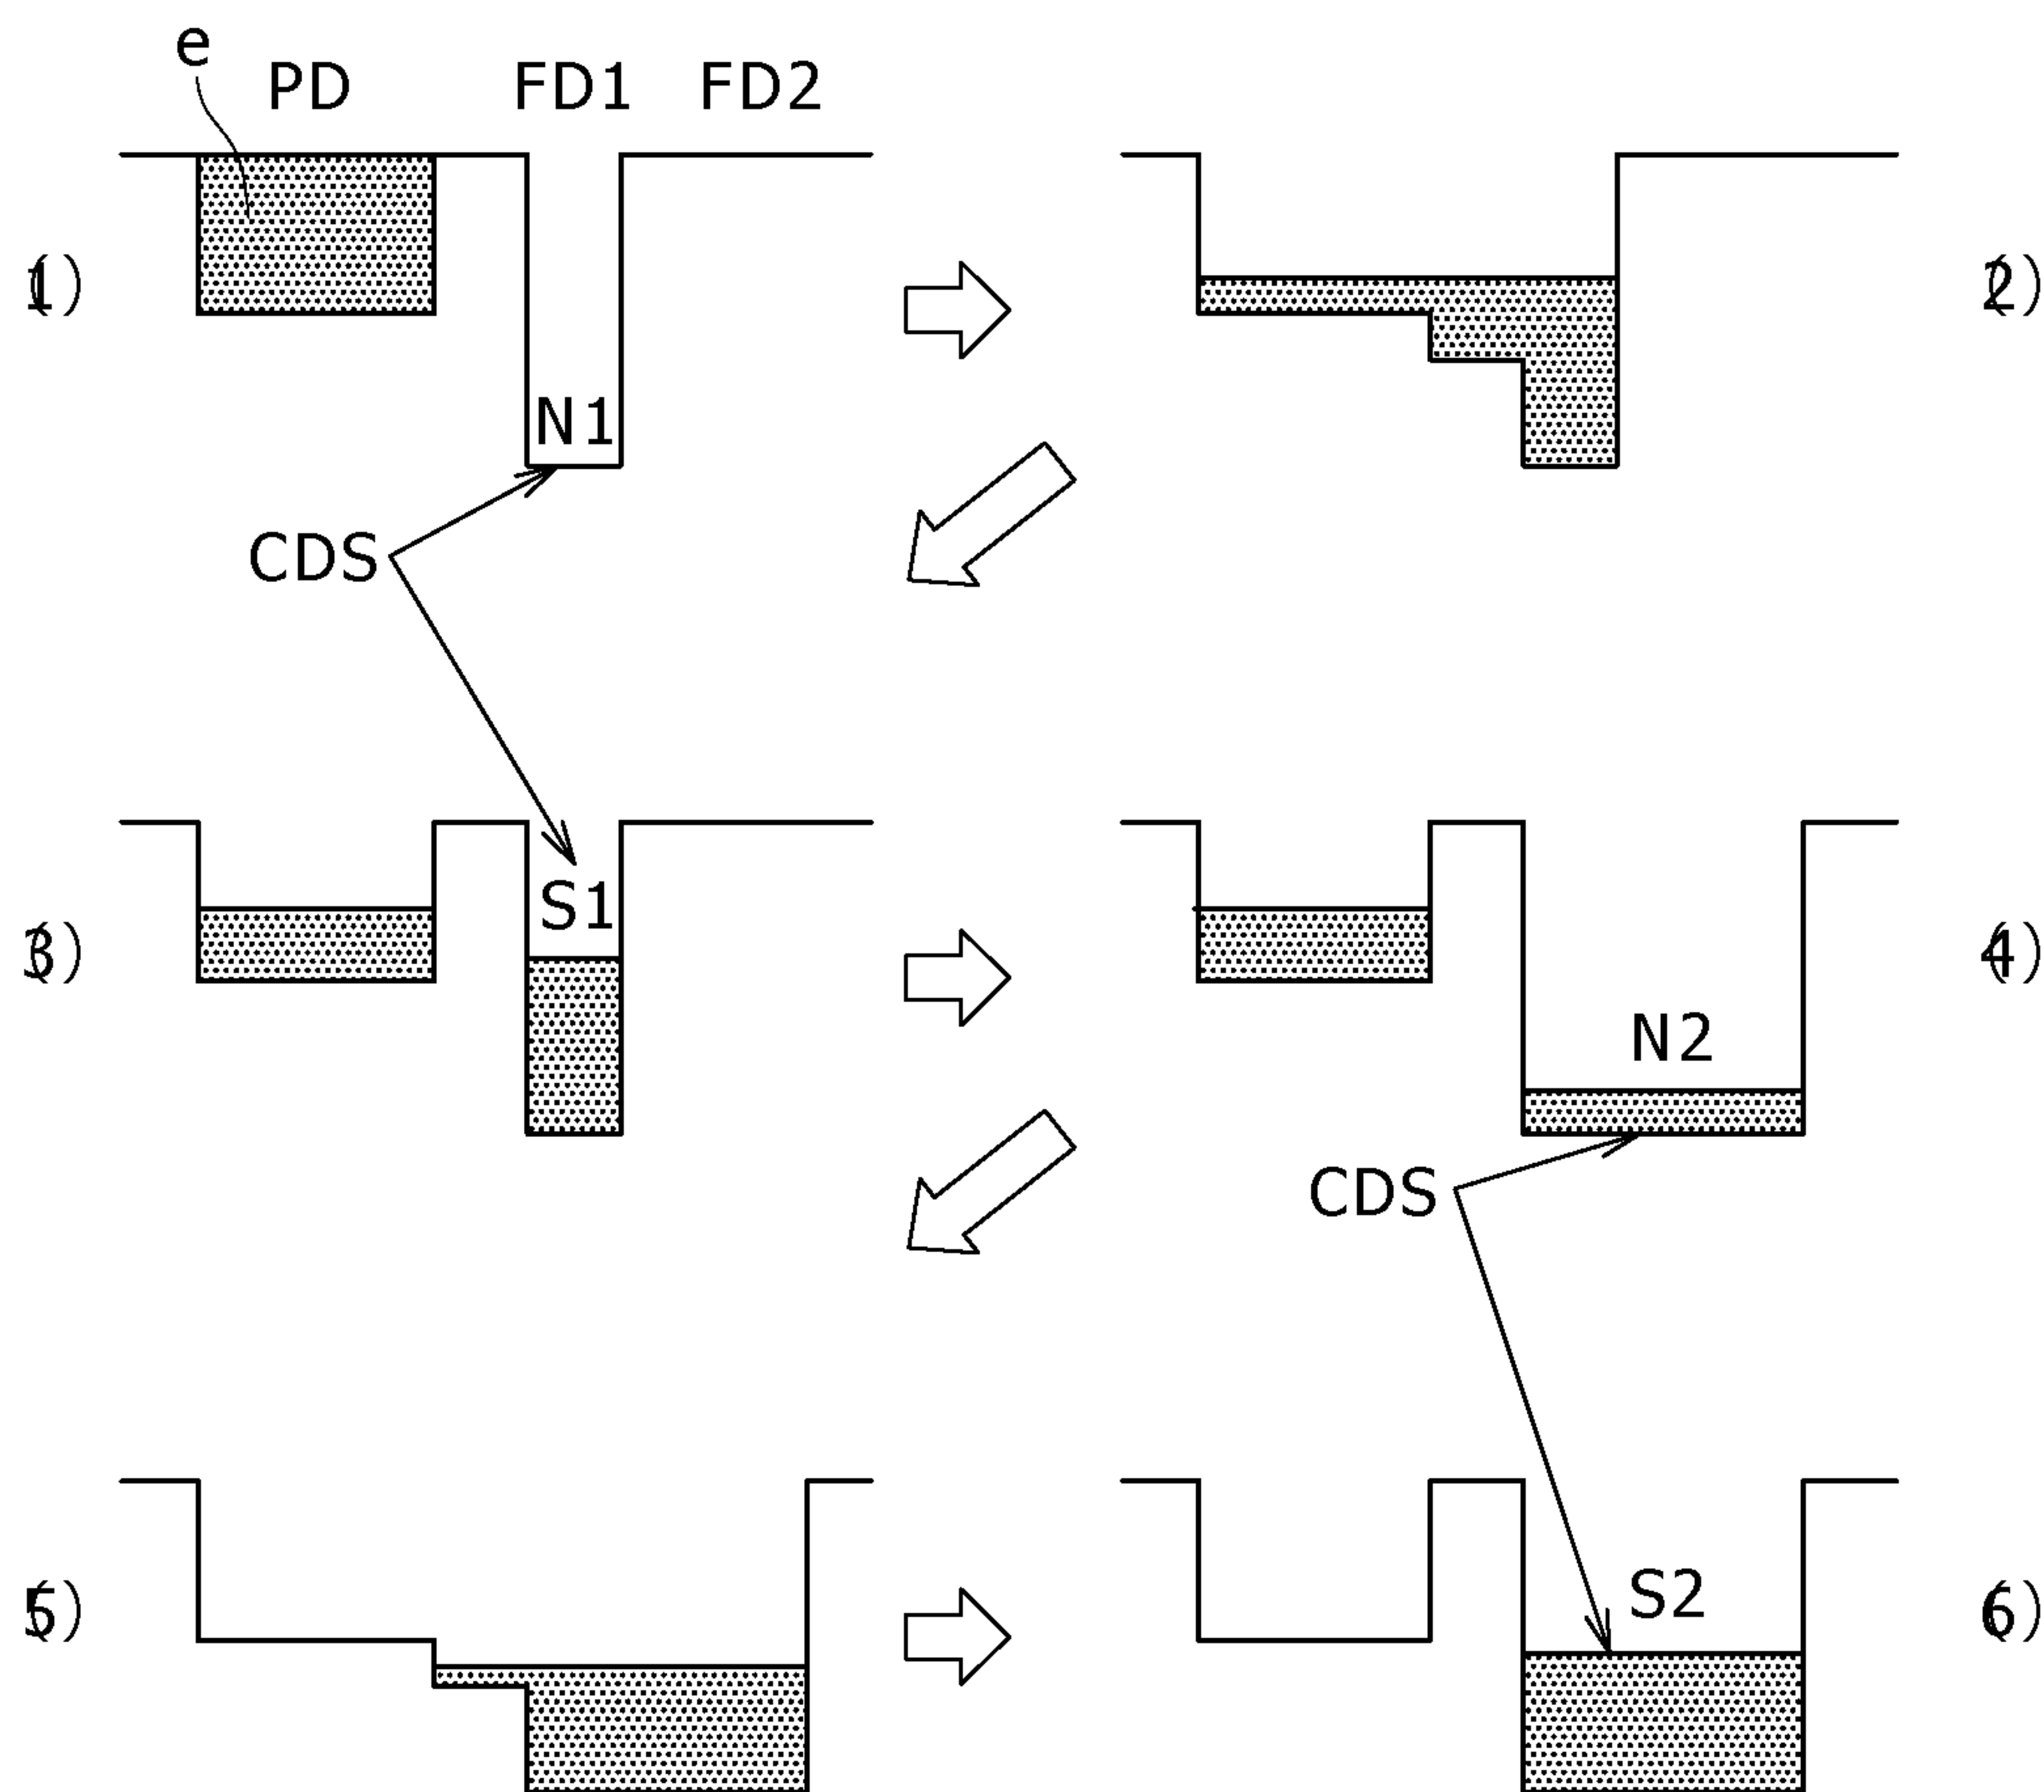 e
PD FD1 FD2
(1)
(2)
N1
CDS
S1
(3)
(4)
N2
CDS
S2
(5)
(6)